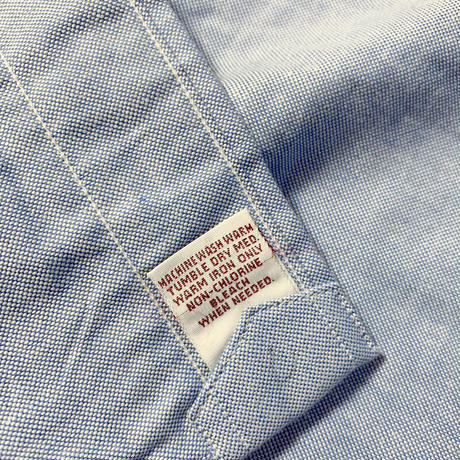 MACHINE WASH WARM
TUMBLE DRY MED.
WARM IRON ONLY
NON-CHLORINE
BLEACH
WHEN NEEDED.